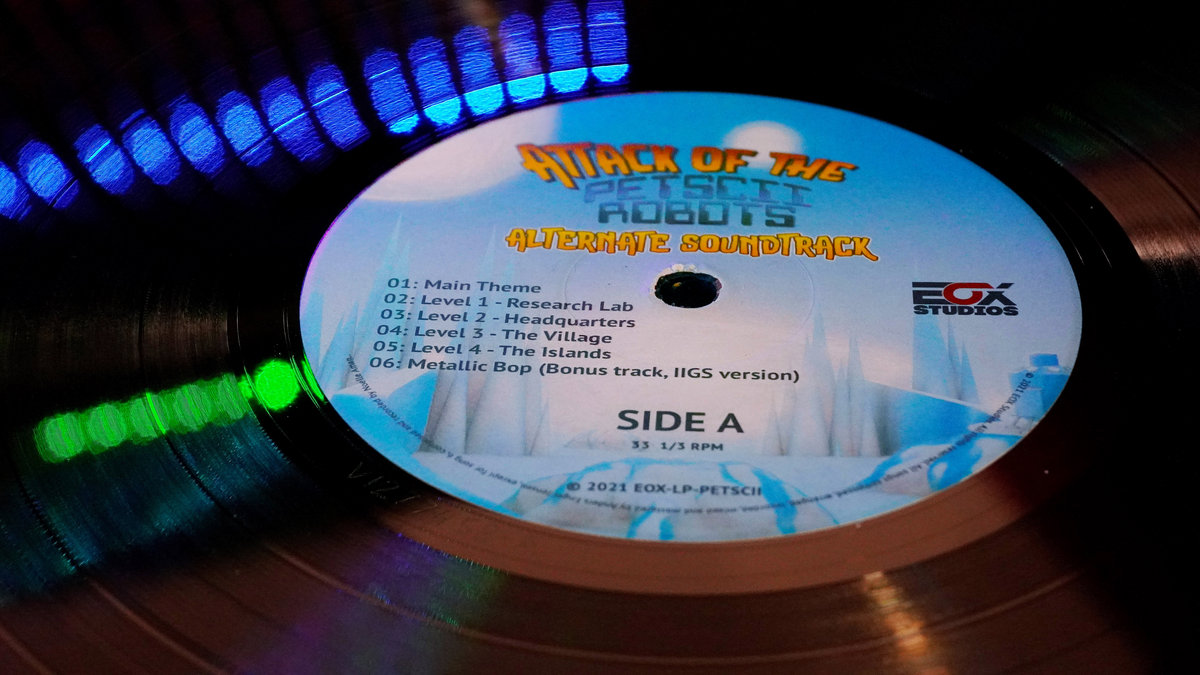 ATTACK OF THE
PETSCII
ROBOTS
ALTERNATE SOUNDTRACK
01: Main Theme
02: Level 1 - Research Lab
03: Level 2 - Headquarters
04: Level 3 - The Village
05: Level 4 - The Islands
06: Metallic Bop (Bonus track, IIGS version)
EOX
STUDIOS
SIDE A
33 1/3 RPM
© 2021 EOX-LP-PETSCII